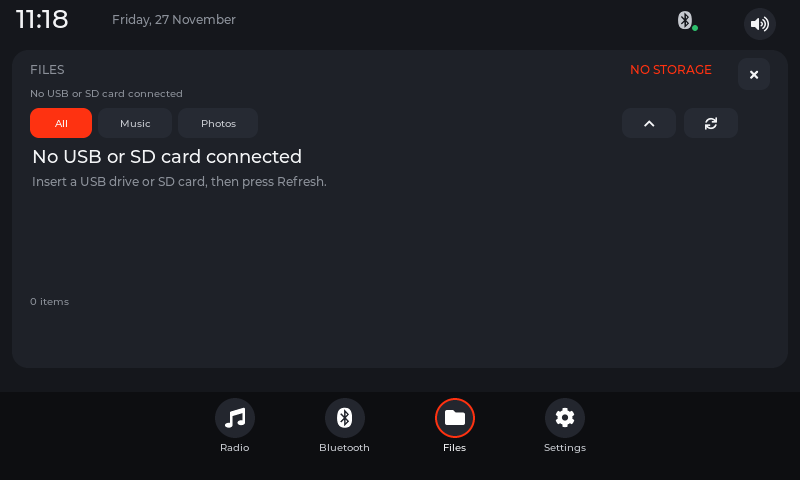 11:18
Friday, 27 November
FILES
NO STORAGE
No USB or SD card connected
All
Music
Photos
No USB or SD card connected
Insert a USB drive or SD card, then press Refresh.
0 items
Radio
Bluetooth
Files
Settings